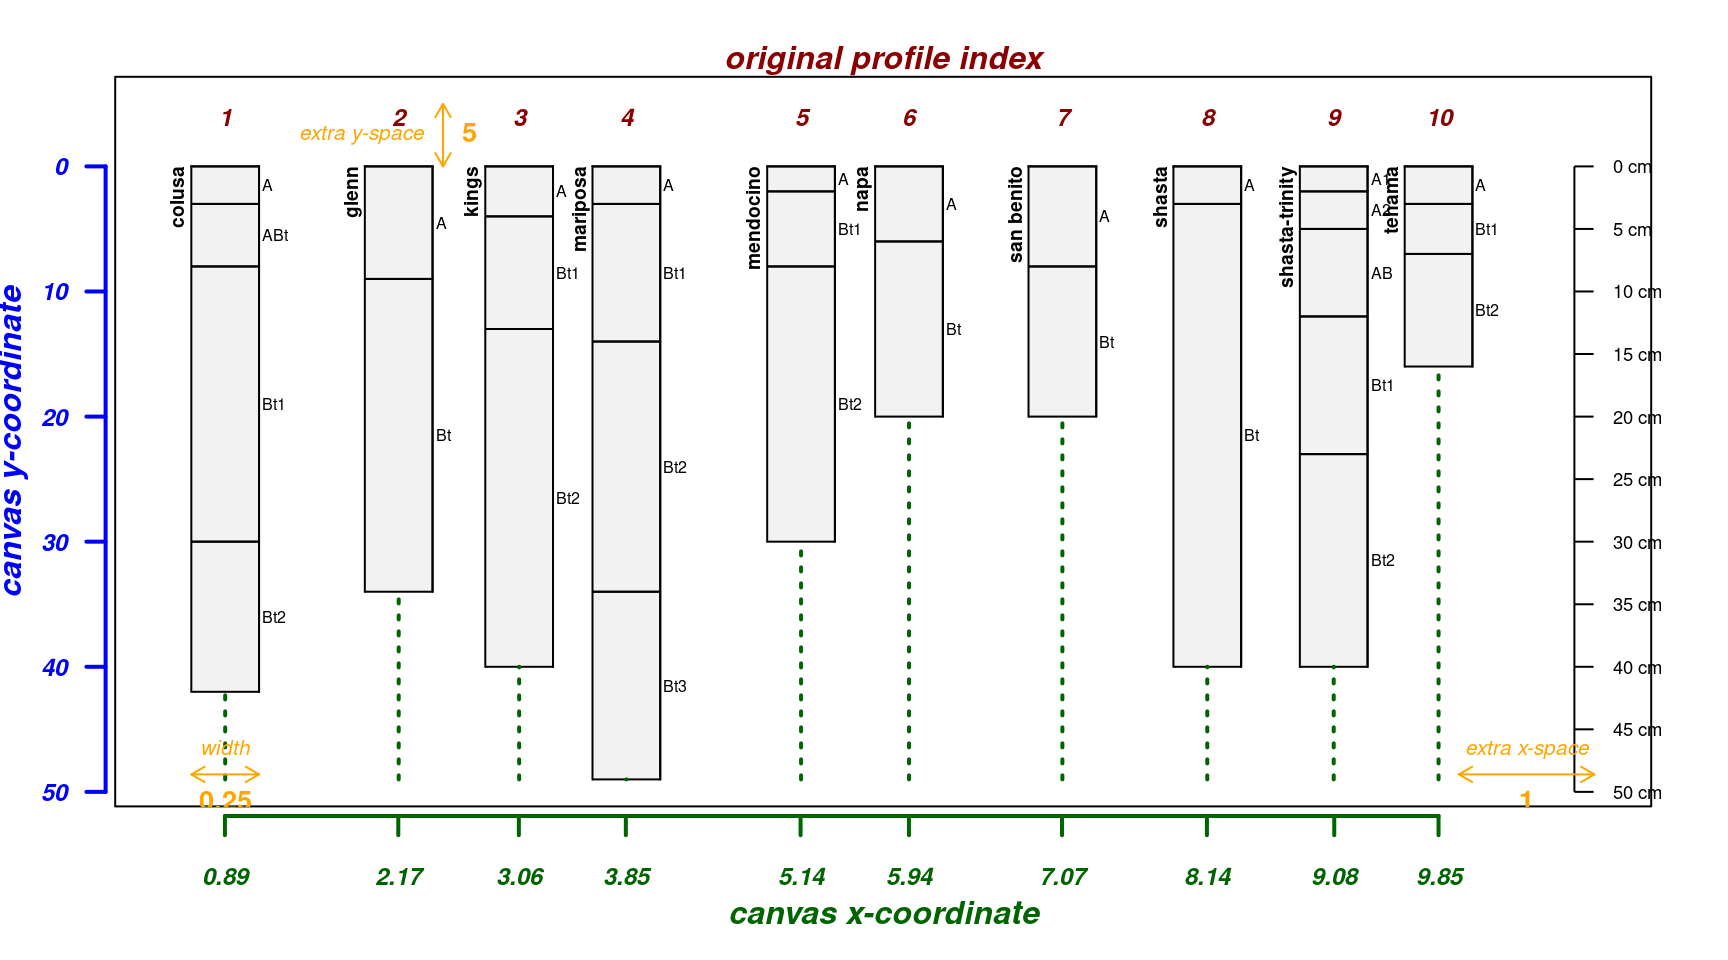 original profile index
1 2 3 4 5 6 7 8 9 10
extra y-space 5
canvas y-coordinate
0
10
20
30
40
50
colusa
A
ABt
Bt1
Bt2
glenn
A
Bt
kings
A
Bt1
Bt2
mariposa
A
Bt1
Bt2
Bt3
mendocino
A
Bt1
Bt2
napa
A
Bt
san benito
A
Bt
shasta
A
Bt
shasta-trinity
A1
A2
AB
Bt1
Bt2
tehama
A
Bt1
Bt2
0 cm
5 cm
10 cm
15 cm
20 cm
25 cm
30 cm
35 cm
40 cm
45 cm
50 cm
width
0.25
extra x-space
1
0.89 2.17 3.06 3.85 5.14 5.94 7.07 8.14 9.08 9.85
canvas x-coordinate